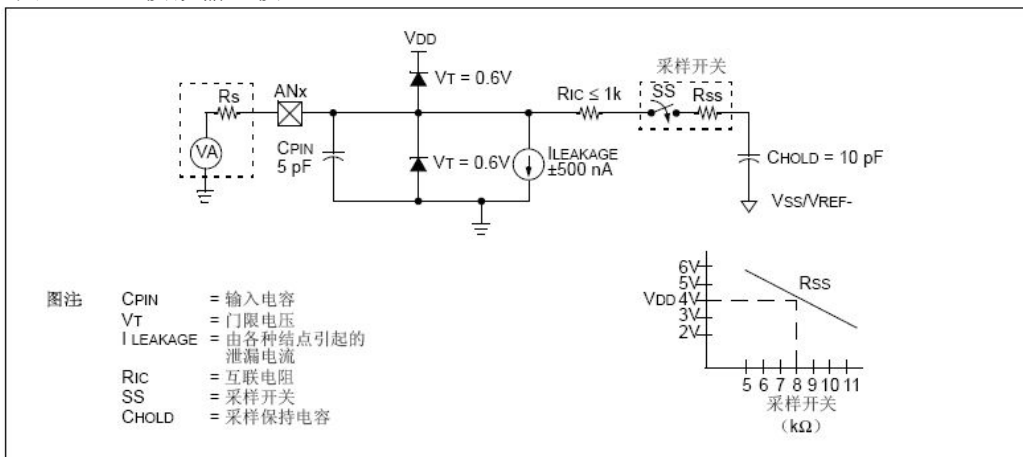 VDD
VT = 0.6V
采样开关
Rs
ANx
RIC ≤ 1k
SS
RSS
VA
CPIN
5 pF
VT = 0.6V
ILEAKAGE
±500 nA
CHOLD = 10 pF
VSS/VREF-
图注
CPIN = 输入电容
VT = 门限电压
I LEAKAGE = 由各种结点引起的
泄漏电流
RIC = 互联电阻
SS = 采样开关
CHOLD = 采样保持电容
6V
5V
VDD 4V
3V
2V
RSS
5 6 7 8 9 10 11
采样开关
(kΩ)